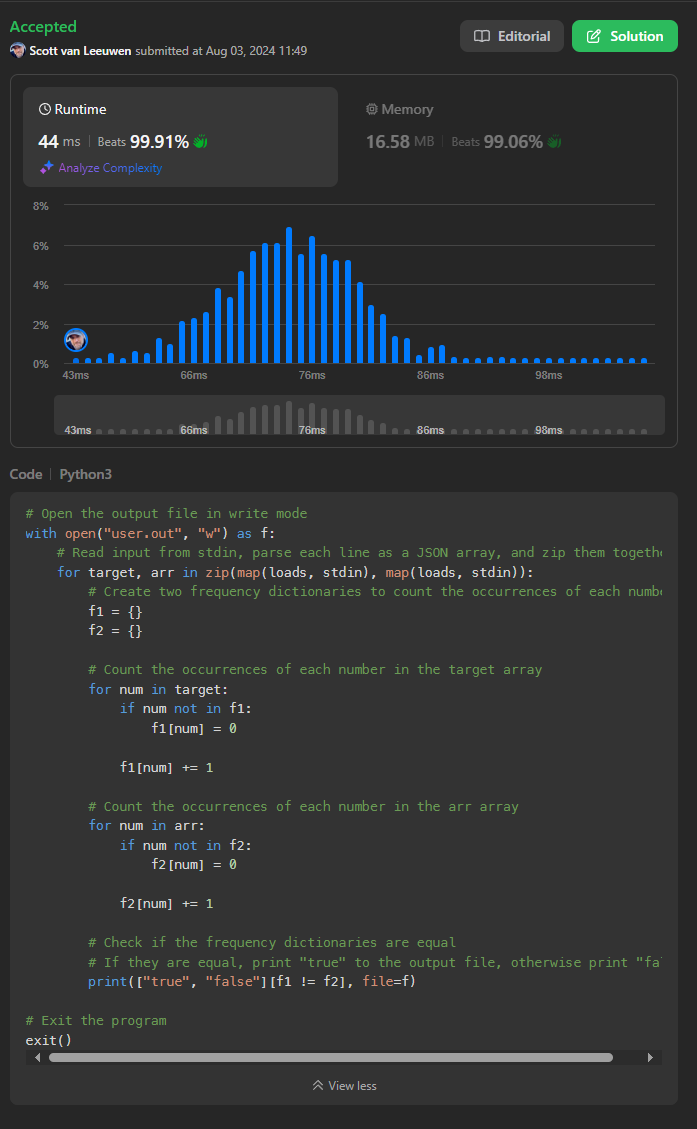 Accepted
Scott van Leeuwen submitted at Aug 03, 2024 11:49
Editorial
Solution
Runtime
44 ms | Beats 99.91%
Analyze Complexity
Memory
16.58 MB | Beats 99.06%
8%
6%
4%
2%
0%
43ms 66ms 76ms 86ms 98ms
43ms 66ms 76ms 86ms 98ms
Code | Python3
# Open the output file in write mode
with open("user.out", "w") as f:
    # Read input from stdin, parse each line as a JSON array, and zip them
    for target, arr in zip(map(loads, stdin), map(loads, stdin)):
        # Create two frequency dictionaries to count the occurrences of each
        f1 = {}
        f2 = {}
        # Count the occurrences of each number in the target array
        for num in target:
            if num not in f1:
                f1[num] = 0
            f1[num] += 1
        # Count the occurrences of each number in the arr array
        for num in arr:
            if num not in f2:
                f2[num] = 0
            f2[num] += 1
        # Check if the frequency dictionaries are equal
        # If they are equal, print "true" to the output file, otherwise print
        print(["true", "false"][f1 != f2], file=f)
# Exit the program
exit()
View less